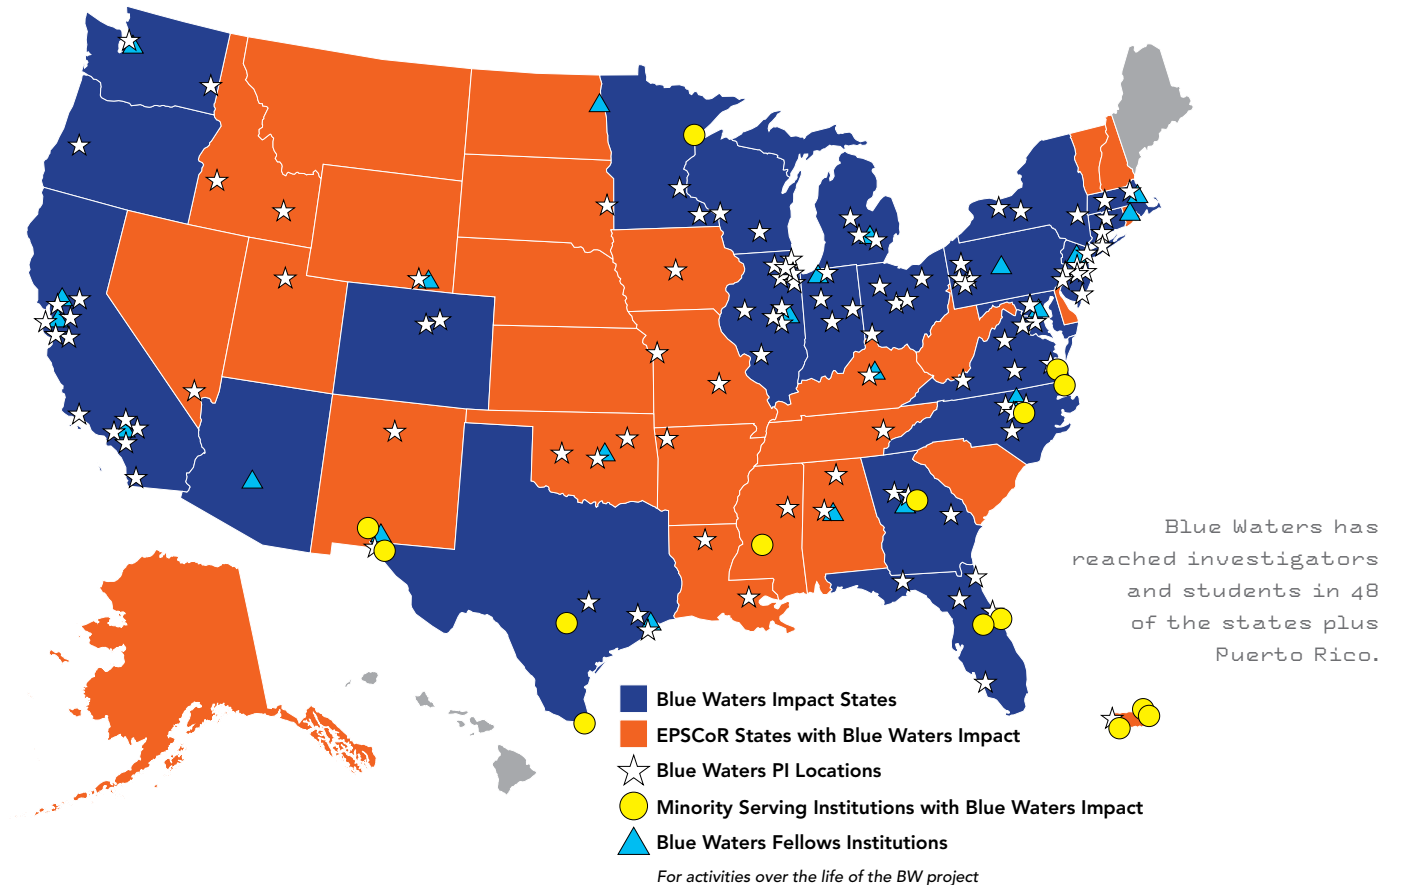 Blue Waters has
reached investigators
and students in 48
of the states plus
Puerto Rico.
Blue Waters Impact States
EPSCoR States with Blue Waters Impact
Blue Waters PI Locations
Minority Serving Institutions with Blue Waters Impact
Blue Waters Fellows Institutions
For activities over the life of the BW project